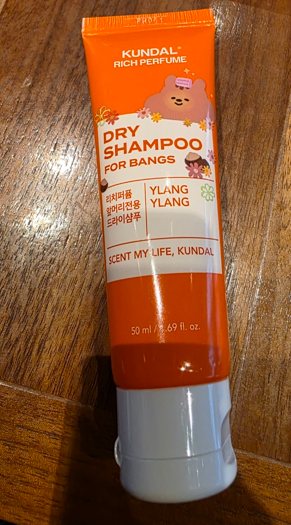 KUNDAL
RICH PERFUME
DRY
SHAMPOO
FOR BANGS
리치퍼퓸
앞머리전용
드라이샴푸
YLANG
YLANG
SCENT MY LIFE, KUNDAL
50 ml / 1.69 fl. oz.